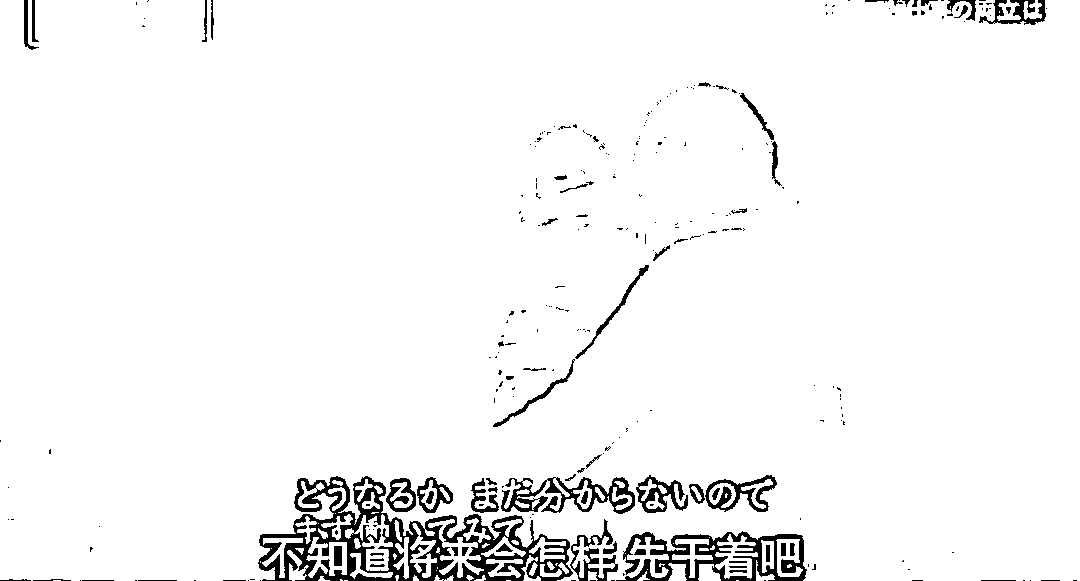 仕事の両立は
どうなるか まだ分からないので
まず働いてみて
不知道将来会怎样 先干着吧